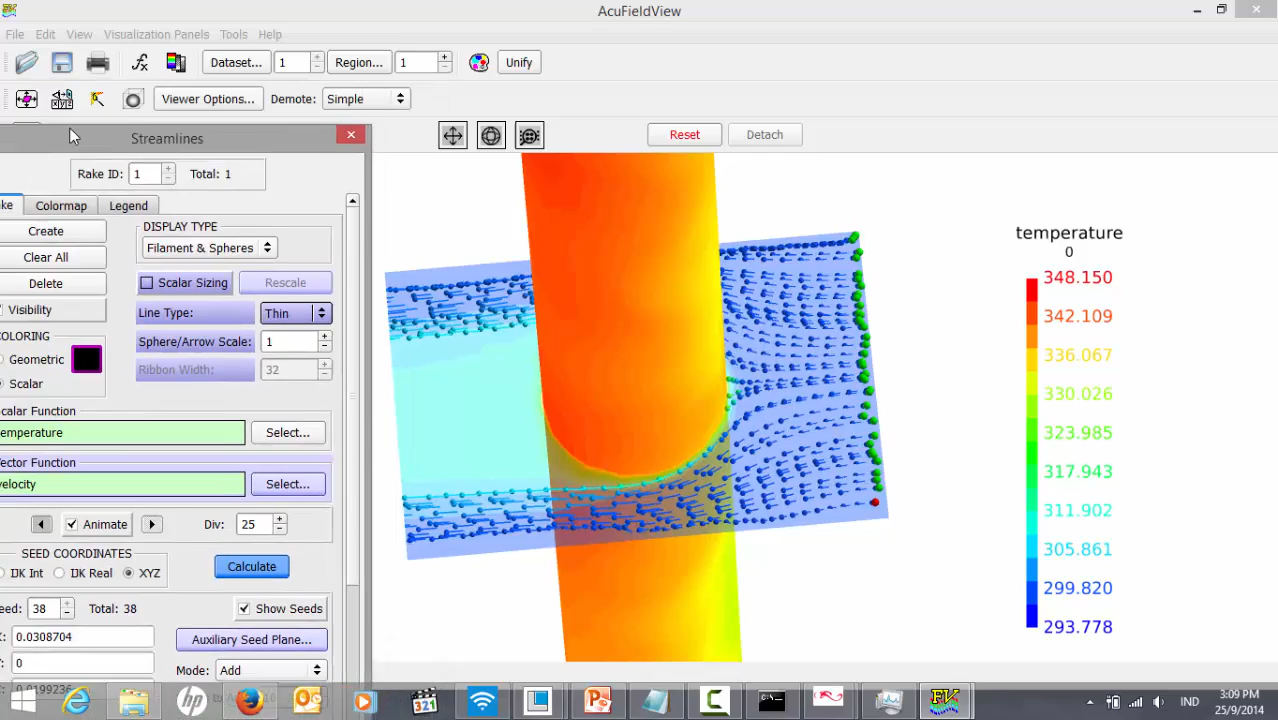 AcuFieldView
File Edit View Visualization Panels Tools Help
Dataset... 1 Region... 1 Unify
Viewer Options... Demote: Simple
Streamlines
Reset Detach
Rake ID: 1 Total: 1
ke Colormap Legend
Create
Clear All
Delete
Visibility
DISPLAY TYPE
Filament & Spheres
Scalar Sizing Rescale
Line Type: Thin
Sphere/Arrow Scale: 1
Ribbon Width: 32
COLORING
Geometric
Scalar
calar Function
emperature Select...
ector Function
elocity Select...
Animate Div: 25
SEED COORDINATES
IJK Int IJK Real XYZ
Calculate
eed: 38 Total: 38 Show Seeds
X: 0.0308704
Auxiliary Seed Plane...
Y: 0
Mode: Add
0.0199236
temperature
0
348.150
342.109
336.067
330.026
323.985
317.943
311.902
305.861
299.820
293.778
hp
321
FV
IND
3:09 PM
25/9/2014